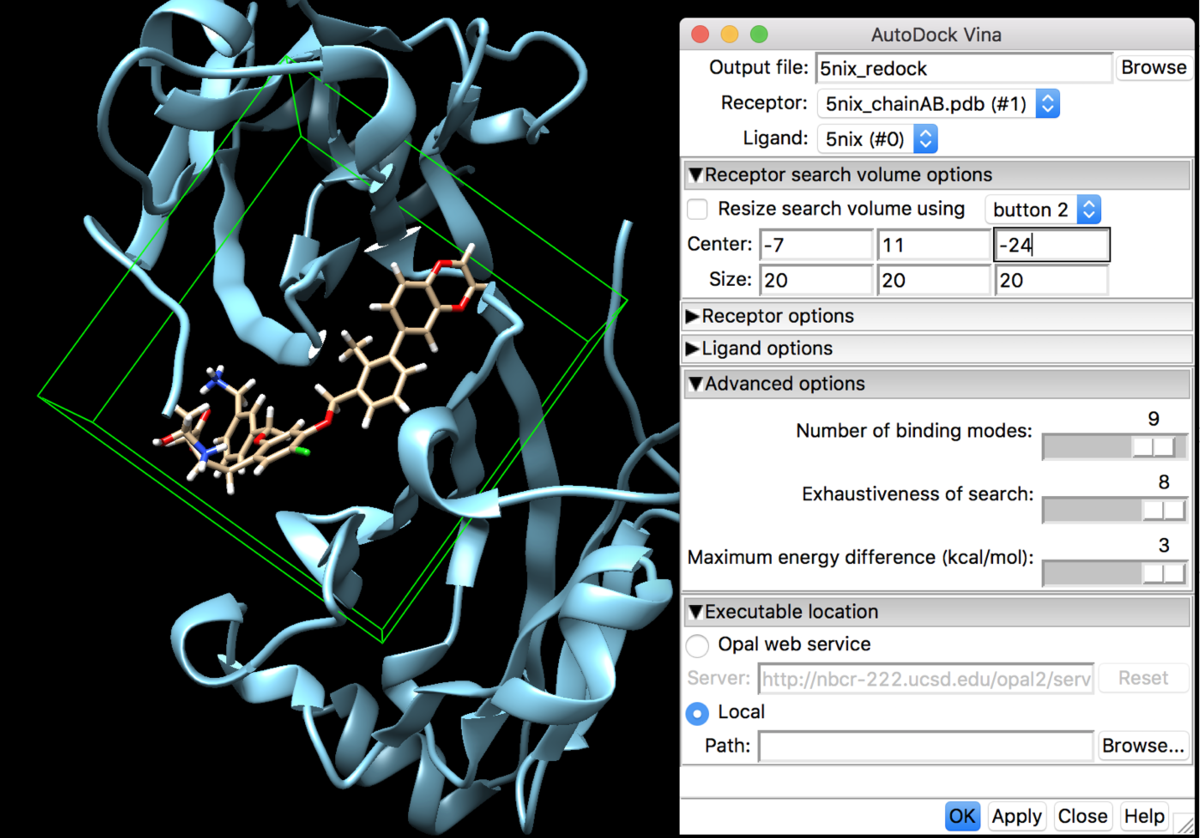 AutoDock Vina
Output file: 5nix_redock Browse
Receptor: 5nix_chainAB.pdb (#1)
Ligand: 5nix (#0)
Receptor search volume options
Resize search volume using button 2
Center: -7 11 -24
Size: 20 20 20
Receptor options
Ligand options
Advanced options
Number of binding modes: 9
Exhaustiveness of search: 8
Maximum energy difference (kcal/mol): 3
Executable location
Opal web service
Server: http://nbcr-222.ucsd.edu/opal2/serv Reset
Local
Path: Browse...
OK Apply Close Help